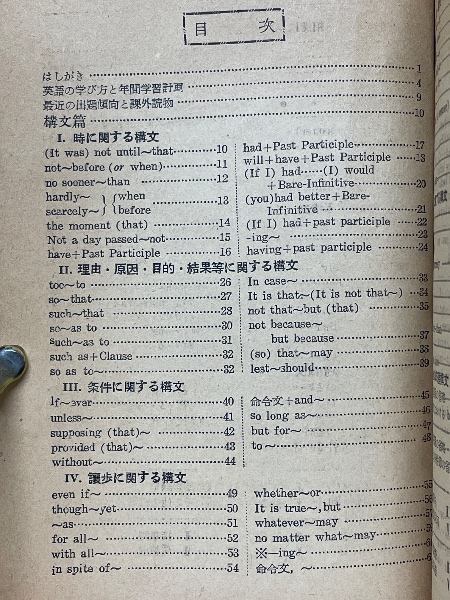 目 次
はしがき 1
英語の学び方と年間学習計画 4
最近の出題傾向と課外読物 9
構文篇 10
I. 時に関する構文
(It was) not until～that 10
not～before (or when) 11
no sooner～than 12
hardly～ scarcely～ } { when before 13
the moment (that) 14
Not a day passed～not 15
have+Past Participle 16
had+Past Participle 17
will+have+Past Participle 18
(If I) had……(I) would
+Bare-Infinitive 20
(you)had better+Bare-
Infinitive 21
(If I) had+past participle 22
-ing～ 23
having+past participle 24
II. 理由・原因・目的・結果等に関する構文
too～to 26
so～that 27
such～that 28
so～as to 30
such～as to 31
such as+Clause 32
so as to～ 32
In case～ 33
It is that～(It is not that～) 34
not that～but (that) 35
not because～
but because 37
(so) that～may 38
lest～should 39
III. 条件に関する構文
If～ever 40
unless～ 41
supposing (that)～ 42
provided (that)～ 43
without～ 44
命令文+and～ 45
so long as～ 46
but for～ 47
to～ 48
IV. 譲歩に関する構文
even if～ 49
though～yet 50
～as 51
for all～ 52
with all～ 53
in spite of～ 54
whether～or
It is true～, but
whatever～may
no matter what～may
※―ing～
命令文, ～